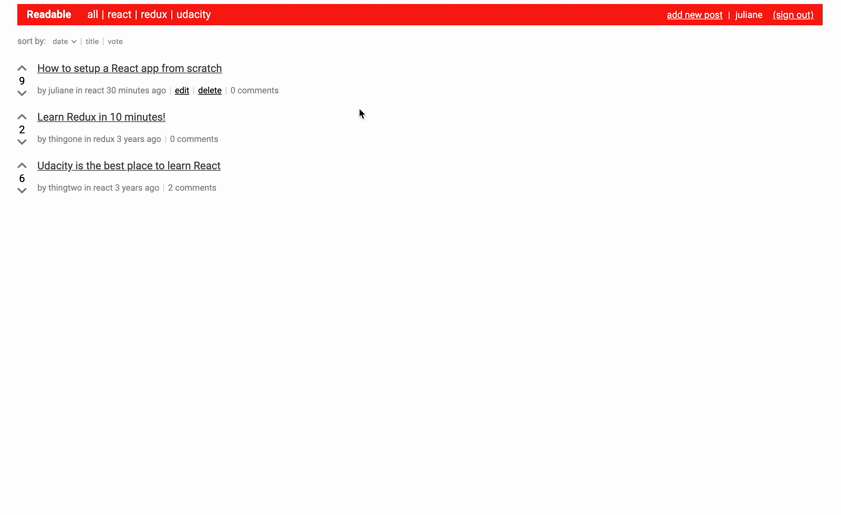 Readable all | react | redux | udacity add new post | juliane (sign out)
sort by: date | title | vote
How to setup a React app from scratch
9
by juliane in react 30 minutes ago | edit | delete | 0 comments
Learn Redux in 10 minutes!
2
by thingone in redux 3 years ago | 0 comments
Udacity is the best place to learn React
6
by thingtwo in react 3 years ago | 2 comments